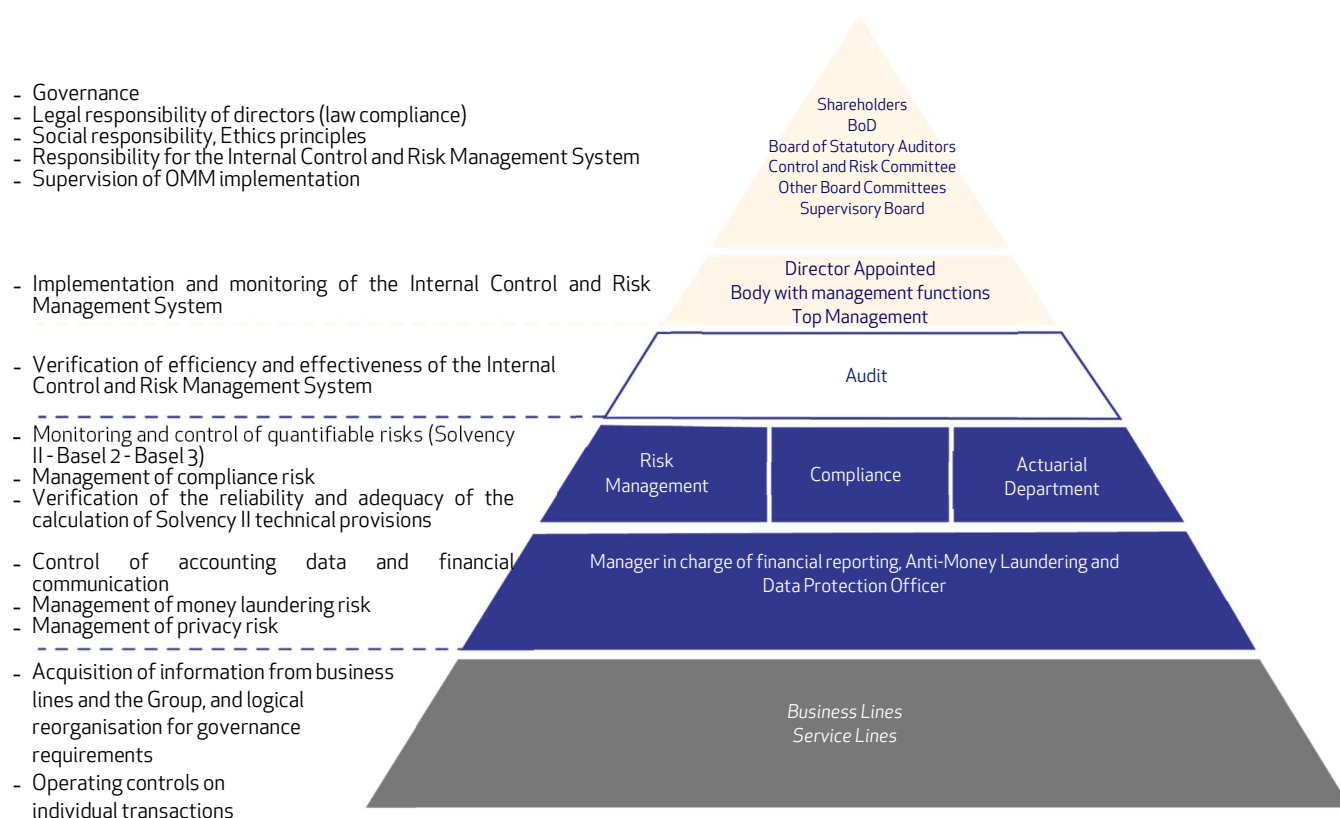 - Governance
- Legal responsibility of directors (law compliance)
- Social responsibility, Ethics principles
- Responsibility for the Internal Control and Risk Management System
- Supervision of OMM implementation
Shareholders
BoD
Board of Statutory Auditors
Control and Risk Committee
Other Board Committees
Supervisory Board
- Implementation and monitoring of the Internal Control and Risk
Management System
Director Appointed
Body with management functions
Top Management
- Verification of efficiency and effectiveness of the Internal
Control and Risk Management System
Audit
- Monitoring and control of quantifiable risks (Solvency
II - Basel 2 - Basel 3)
- Management of compliance risk
- Verification of the reliability and adequacy of the
calculation of Solvency II technical provisions
Risk
Management
Compliance
Actuarial
Department
- Control of accounting data and financial
communication
- Management of money laundering risk
- Management of privacy risk
Manager in charge of financial reporting, Anti-Money Laundering and
Data Protection Officer
- Acquisition of information from business
lines and the Group, and logical
reorganisation for governance
requirements
- Operating controls on
individual transactions
Business Lines
Service Lines